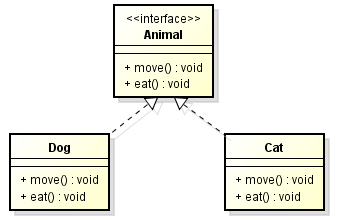 <<interface>>
Animal
+ move() : void
+ eat() : void
Dog
+ move() : void
+ eat() : void
Cat
+ move() : void
+ eat() : void